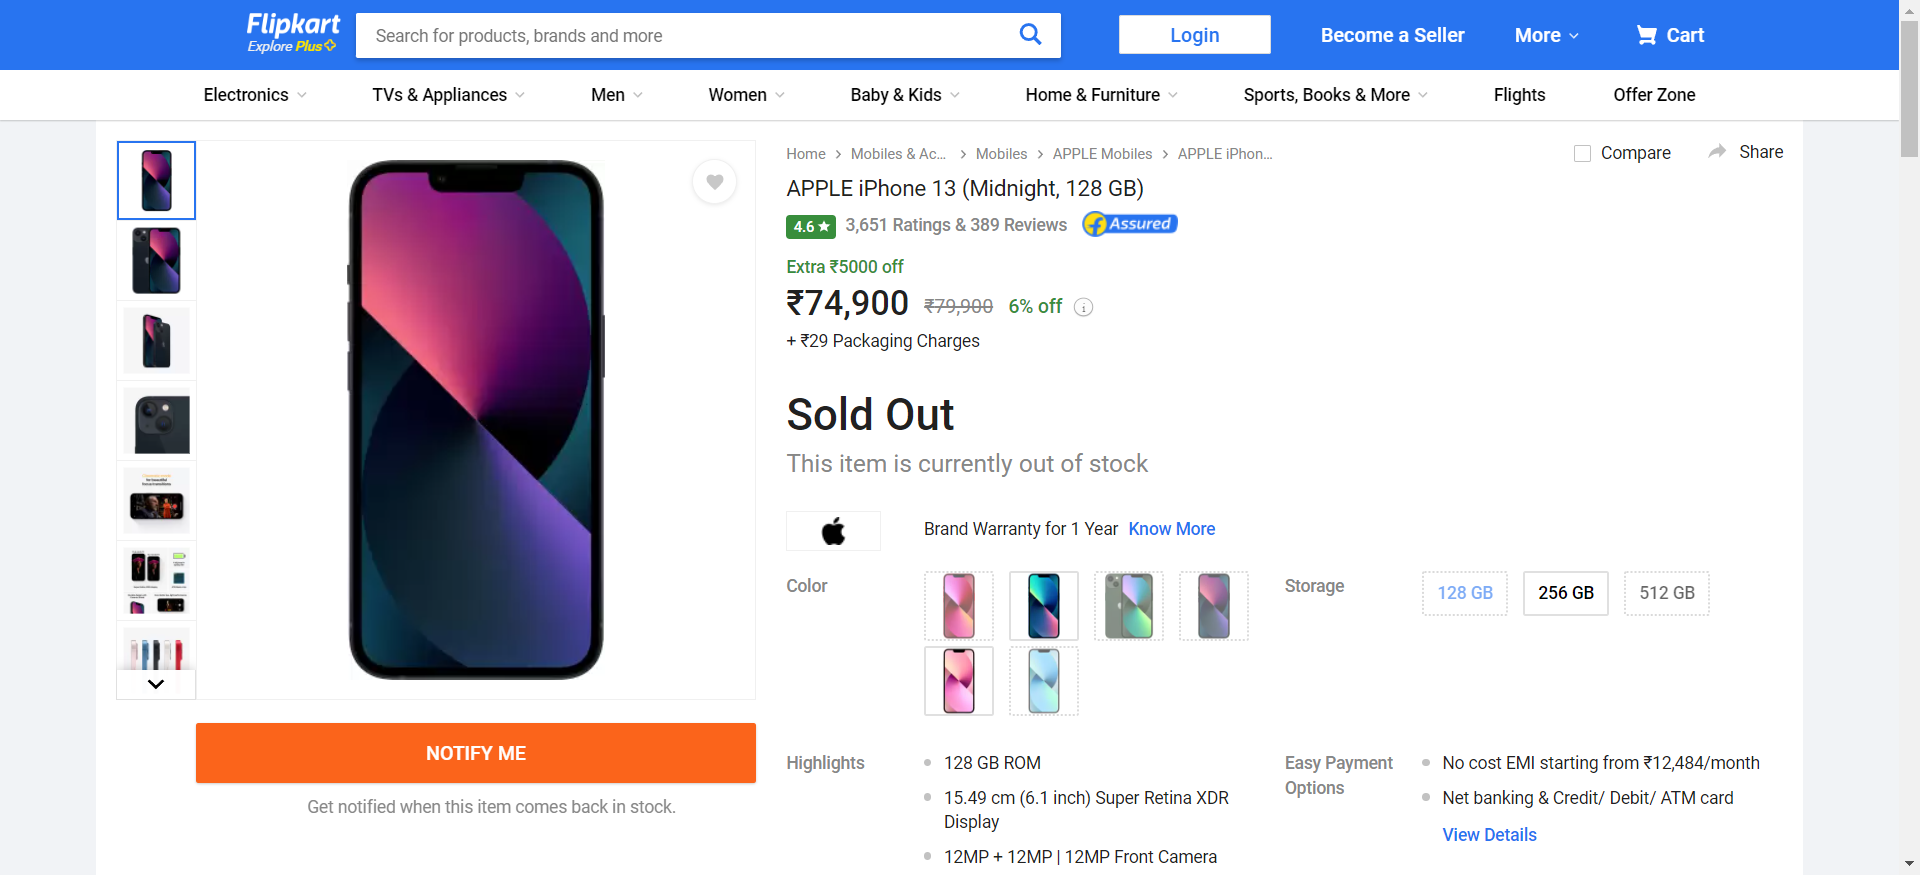 Flipkart
Explore Plus
Search for products, brands and more
Login
Become a Seller
More
Cart
Electronics
TVs & Appliances
Men
Women
Baby & Kids
Home & Furniture
Sports, Books & More
Flights
Offer Zone
Home
Mobiles & Ac...
Mobiles
APPLE Mobiles
APPLE iPhon...
Compare
Share
APPLE iPhone 13 (Midnight, 128 GB)
4.6 ★
3,651 Ratings & 389 Reviews
Assured
Extra ₹5000 off
₹74,900 ₹79,900 6% off
+ ₹29 Packaging Charges
Sold Out
This item is currently out of stock
Brand Warranty for 1 Year Know More
Color
Storage
128 GB
256 GB
512 GB
NOTIFY ME
Get notified when this item comes back in stock.
Highlights
128 GB ROM
15.49 cm (6.1 inch) Super Retina XDR
Display
12MP + 12MP | 12MP Front Camera
Easy Payment
Options
No cost EMI starting from ₹12,484/month
Net banking & Credit/ Debit/ ATM card
View Details